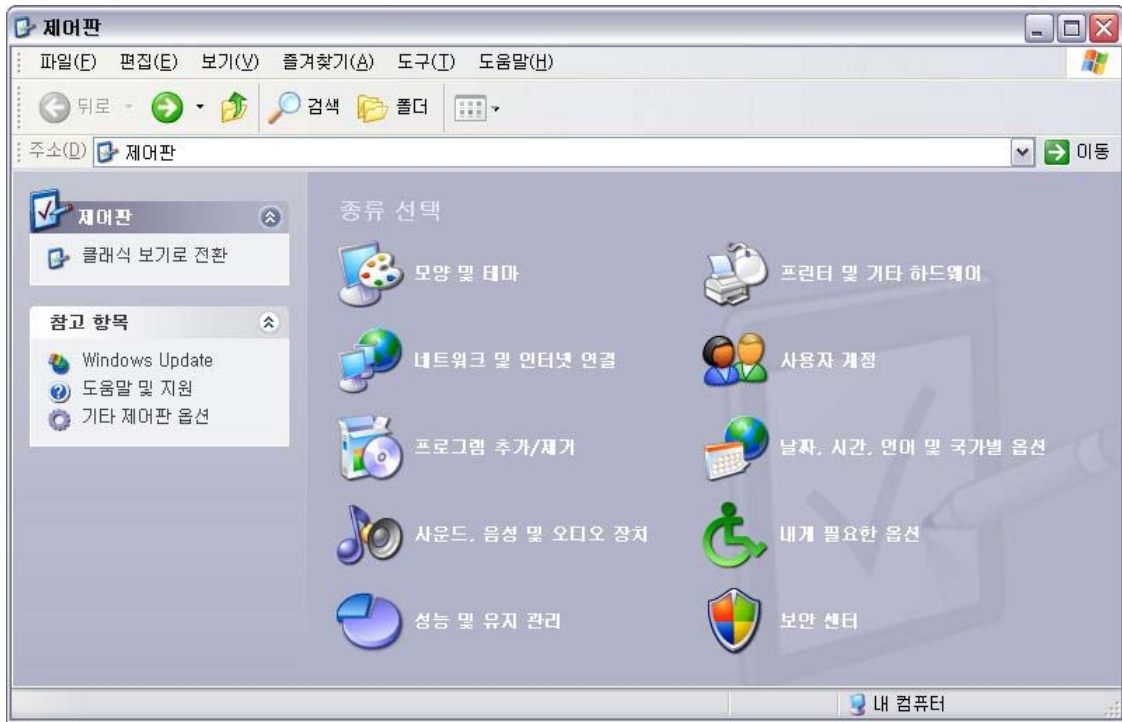 제어판
파일(F) 편집(E) 보기(V) 즐겨찾기(A) 도구(T) 도움말(H)
뒤로 검색 폴더
주소(D) 제어판 이동
제어판
클래식 보기로 전환
참고 항목
Windows Update
도움말 및 지원
기타 제어판 옵션
종류 선택
모양 및 테마
프린터 및 기타 하드웨어
네트워크 및 인터넷 연결
사용자 계정
프로그램 추가/제거
날짜, 시간, 언어 및 국가별 옵션
사운드, 음성 및 오디오 장치
내게 필요한 옵션
성능 및 유지 관리
보안 센터
내 컴퓨터